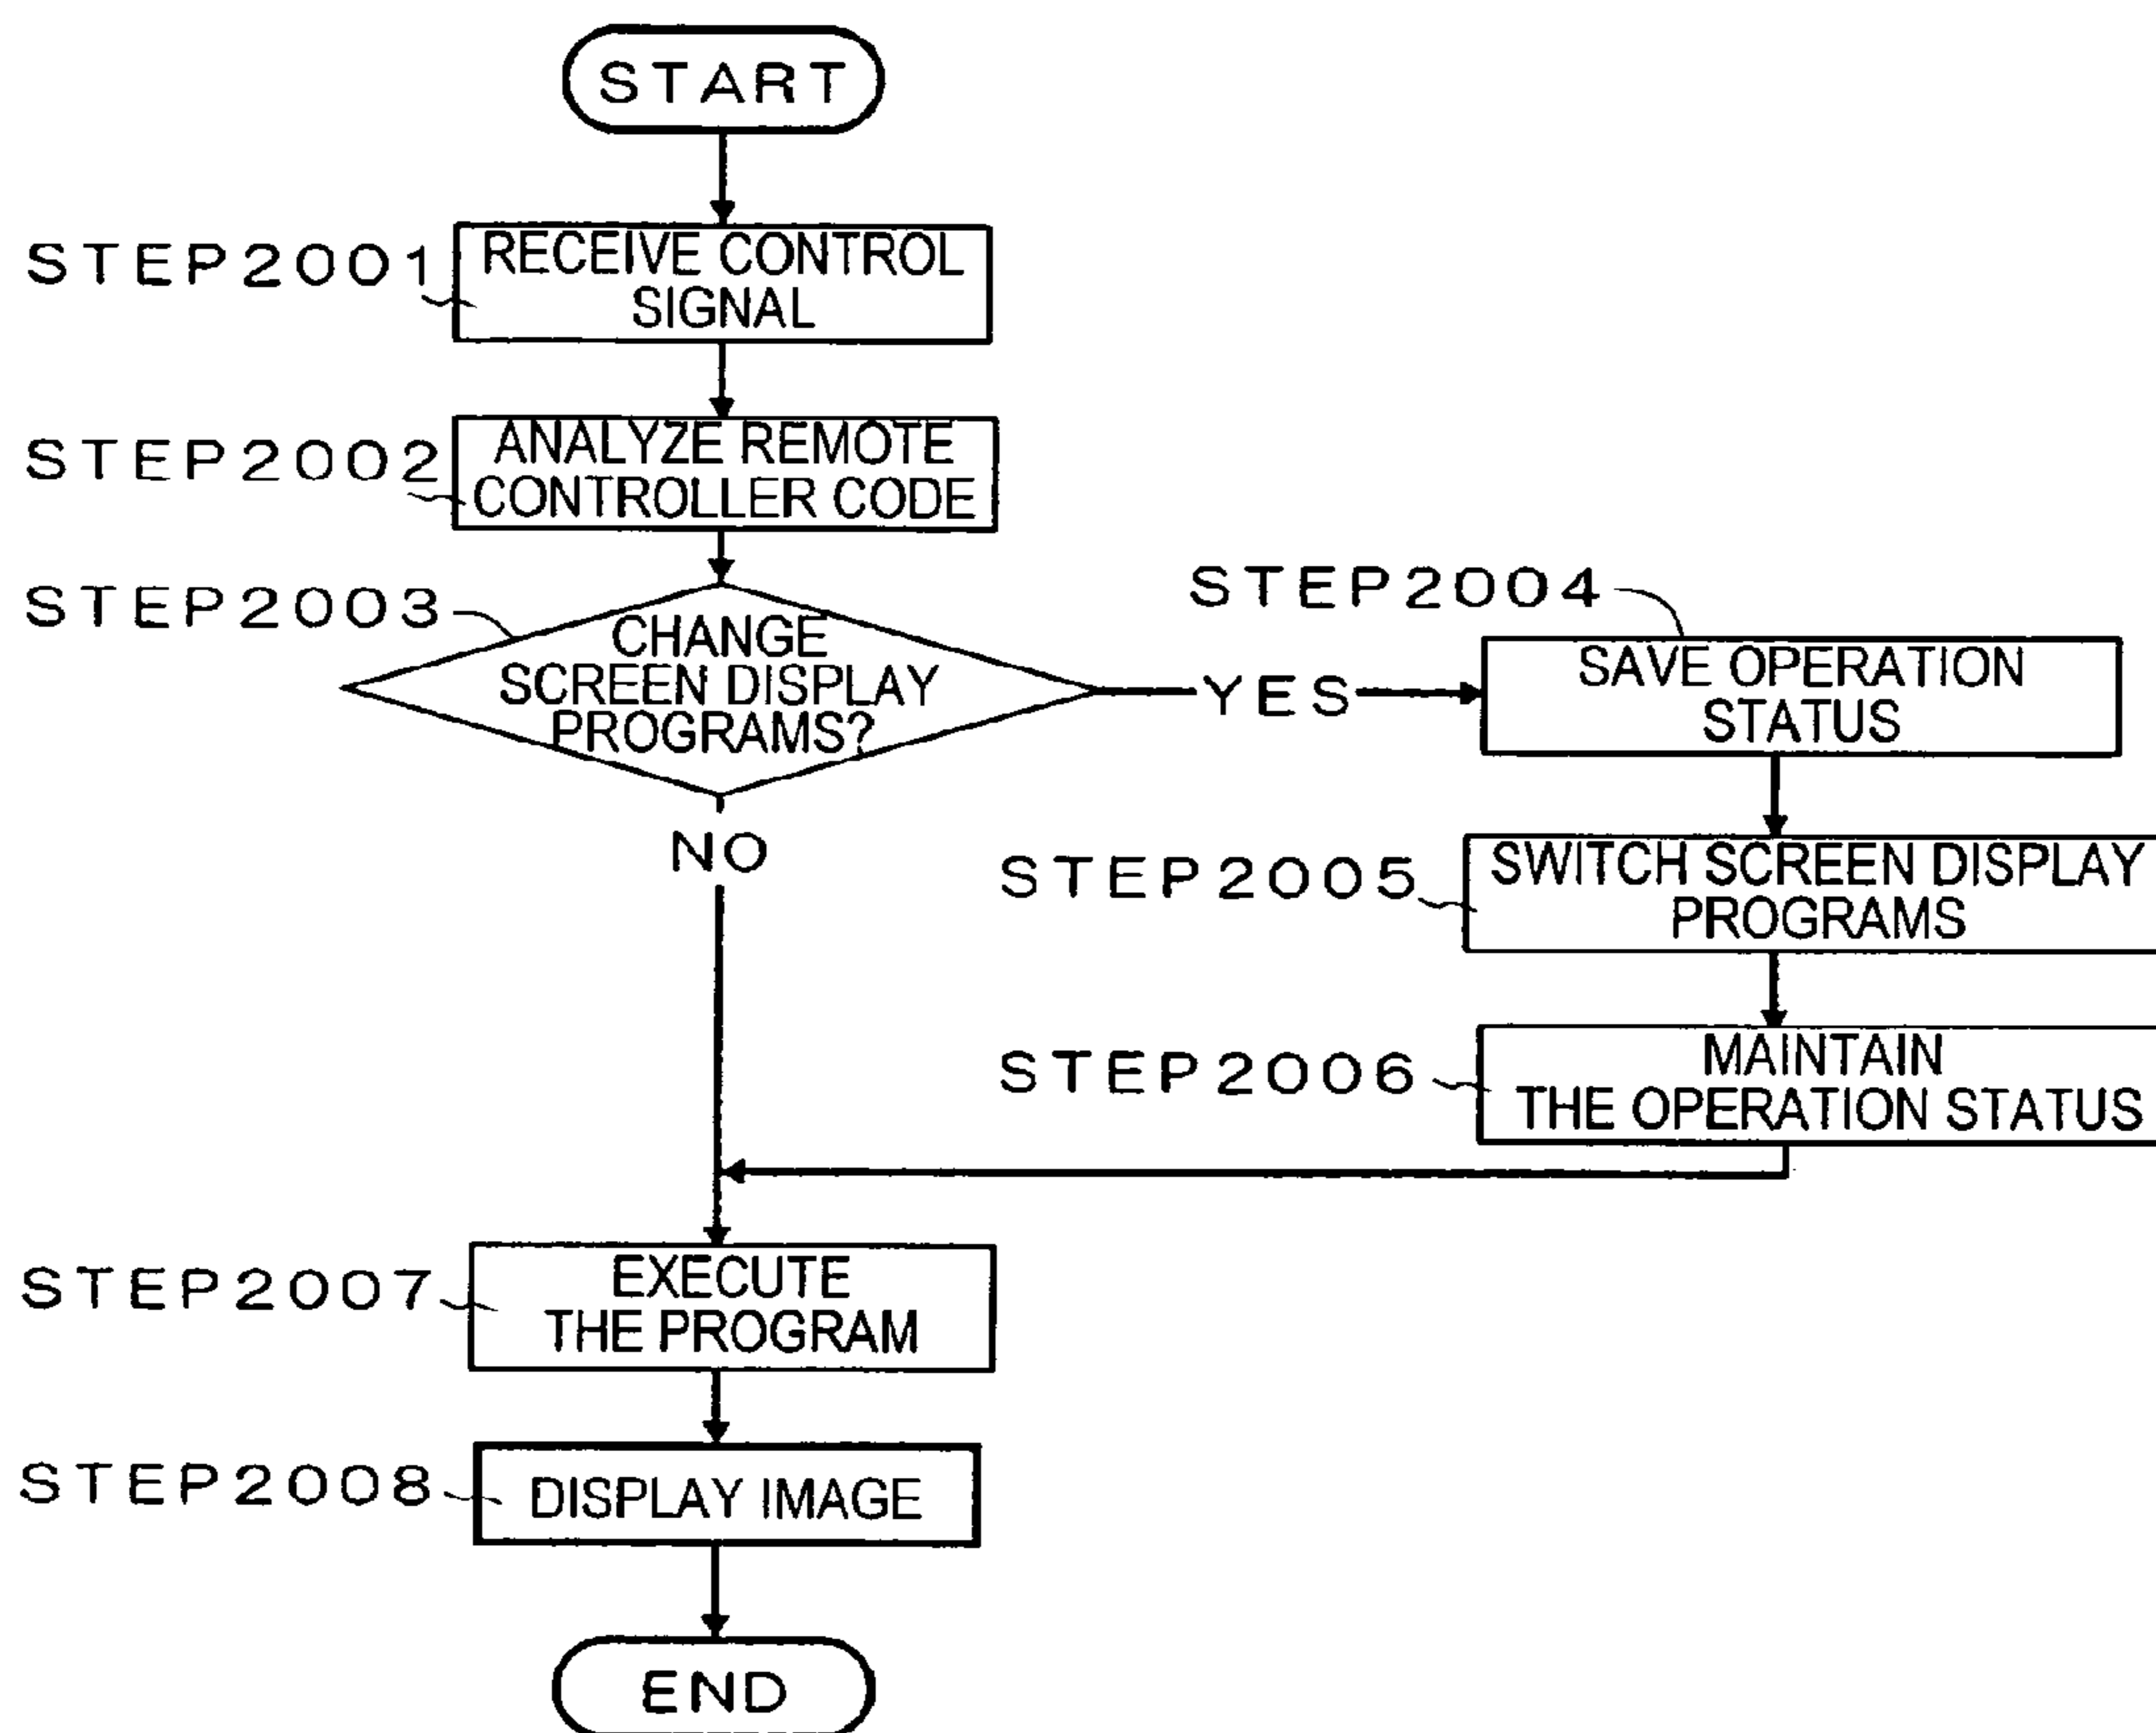 START
STEP2001
RECEIVE CONTROL
SIGNAL
STEP2002
ANALYZE REMOTE
CONTROLLER CODE
STEP2003
CHANGE
SCREEN DISPLAY
PROGRAMS?
YES
STEP2004
SAVE OPERATION
STATUS
NO
STEP2005
SWITCH SCREEN DISPLAY
PROGRAMS
STEP2006
MAINTAIN
THE OPERATION STATUS
STEP2007
EXECUTE
THE PROGRAM
STEP2008
DISPLAY IMAGE
END